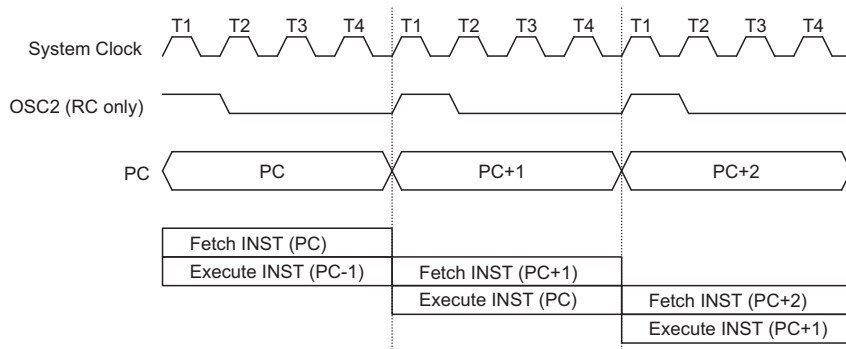 T1 T2 T3 T4 T1 T2 T3 T4 T1 T2 T3 T4
System Clock
OSC2 (RC only)
PC PC PC+1 PC+2
Fetch INST (PC)
Execute INST (PC-1) Fetch INST (PC+1)
Execute INST (PC) Fetch INST (PC+2)
Execute INST (PC+1)